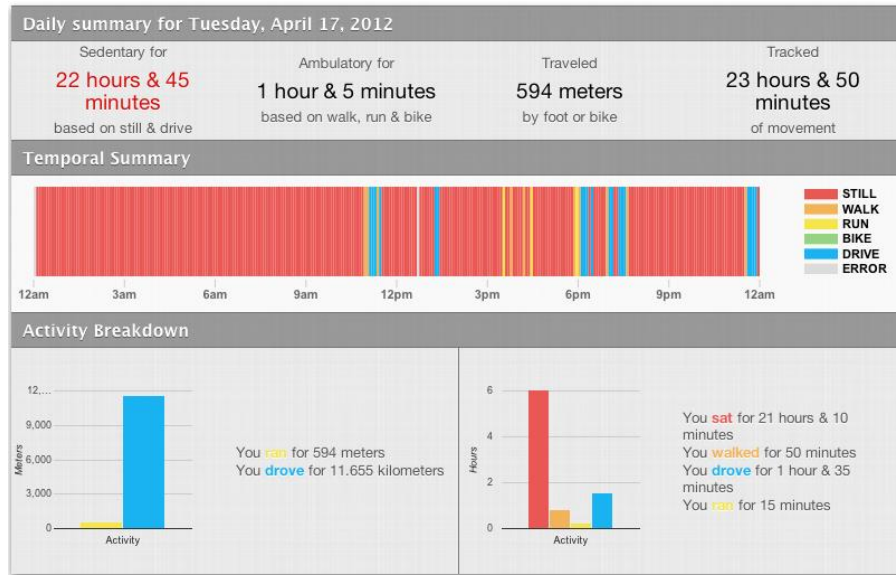 Daily summary for Tuesday, April 17, 2012
Sedentary for
22 hours & 45
minutes
based on still & drive
Ambulatory for
1 hour & 5 minutes
based on walk, run & bike
Traveled
594 meters
by foot or bike
Tracked
23 hours & 50
minutes
of movement
Temporal Summary
STILL
WALK
RUN
BIKE
DRIVE
ERROR
12am 3am 6am 9am 12pm 3pm 6pm 9pm 12am
Activity Breakdown
12,...
9,000
6,000
3,000
0
Meters
Activity
You ran for 594 meters
You drove for 11.655 kilometers
6
4
2
0
Hours
Activity
You sat for 21 hours & 10
minutes
You walked for 50 minutes
You drove for 1 hour & 35
minutes
You ran for 15 minutes